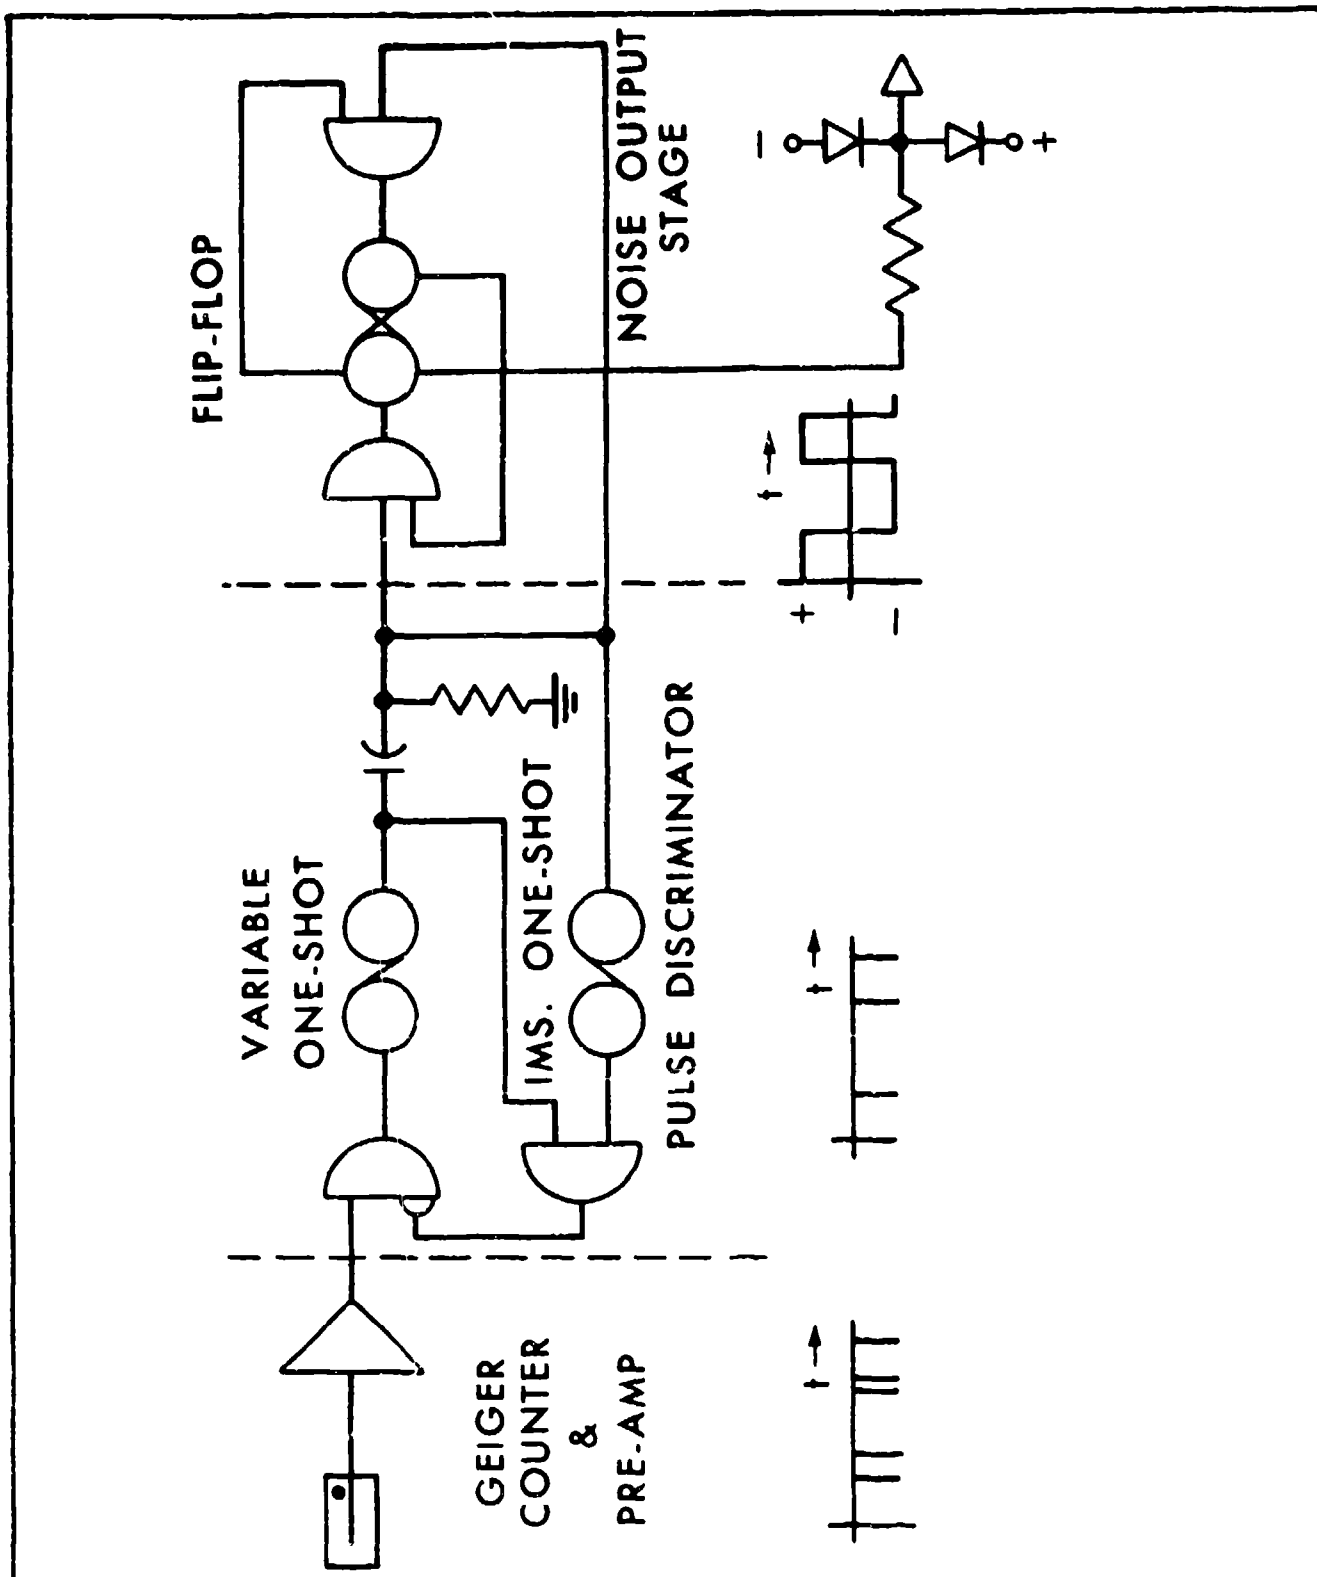 GEIGER
COUNTER
&
PRE-AMP
VARIABLE
ONE-SHOT
IMS. ONE-SHOT
PULSE DISCRIMINATOR
FLIP-FLOP
NOISE OUTPUT
STAGE
- +
t
t
+
-
t